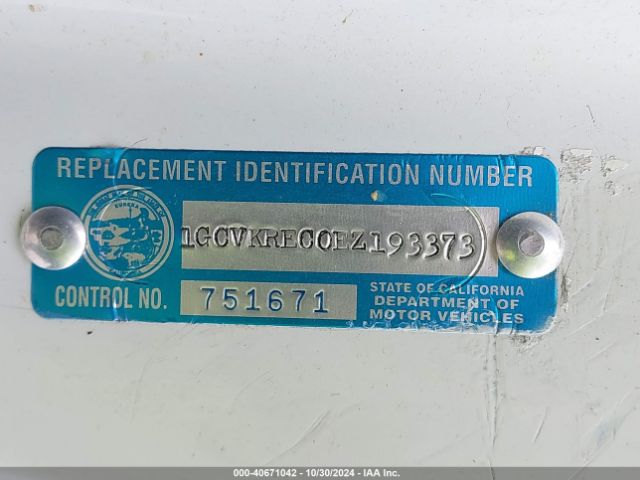 REPLACEMENT IDENTIFICATION NUMBER
EUREKA
1GCVKREC0EZ193373
CONTROL NO. 751671
STATE OF CALIFORNIA
DEPARTMENT OF
MOTOR VEHICLES
000-40671042 - 10/30/2024 - IAA Inc.